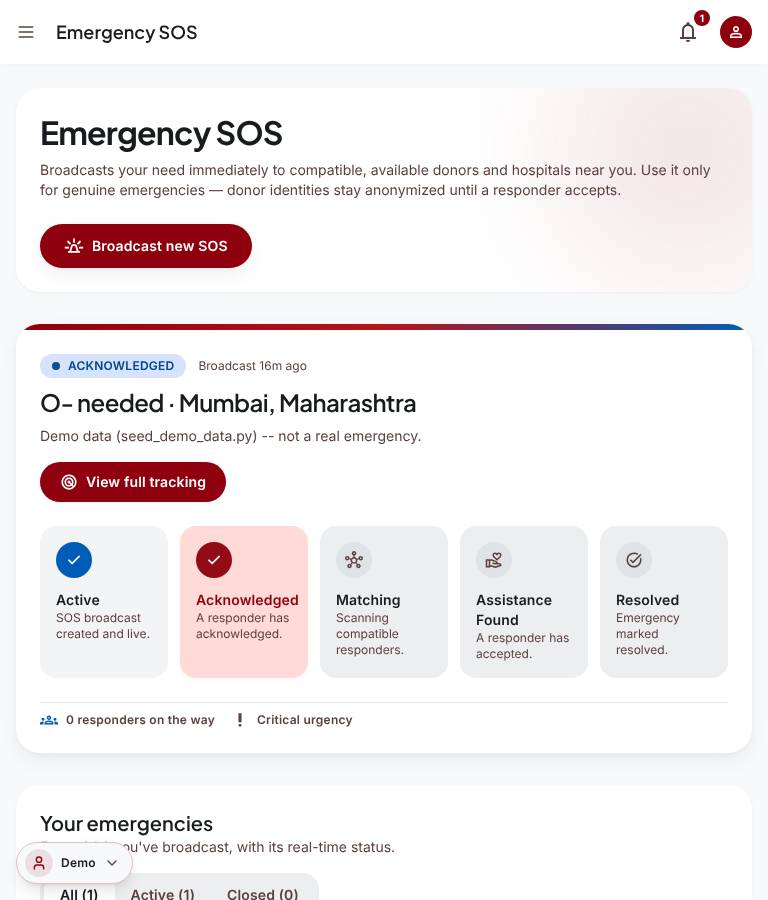 Emergency SOS
1
Emergency SOS
Broadcasts your need immediately to compatible, available donors and hospitals near you. Use it only
for genuine emergencies — donor identities stay anonymized until a responder accepts.
Broadcast new SOS
ACKNOWLEDGED
Broadcast 16m ago
O- needed · Mumbai, Maharashtra
Demo data (seed_demo_data.py) -- not a real emergency.
View full tracking
Active
SOS broadcast
created and live.
Acknowledged
A responder has
acknowledged.
Matching
Scanning
compatible
responders.
Assistance
Found
A responder has
accepted.
Resolved
Emergency
marked
resolved.
0 responders on the way
Critical urgency
Your emergencies
you've broadcast, with its real-time status.
Demo
All (1)
Active (1)
Closed (0)